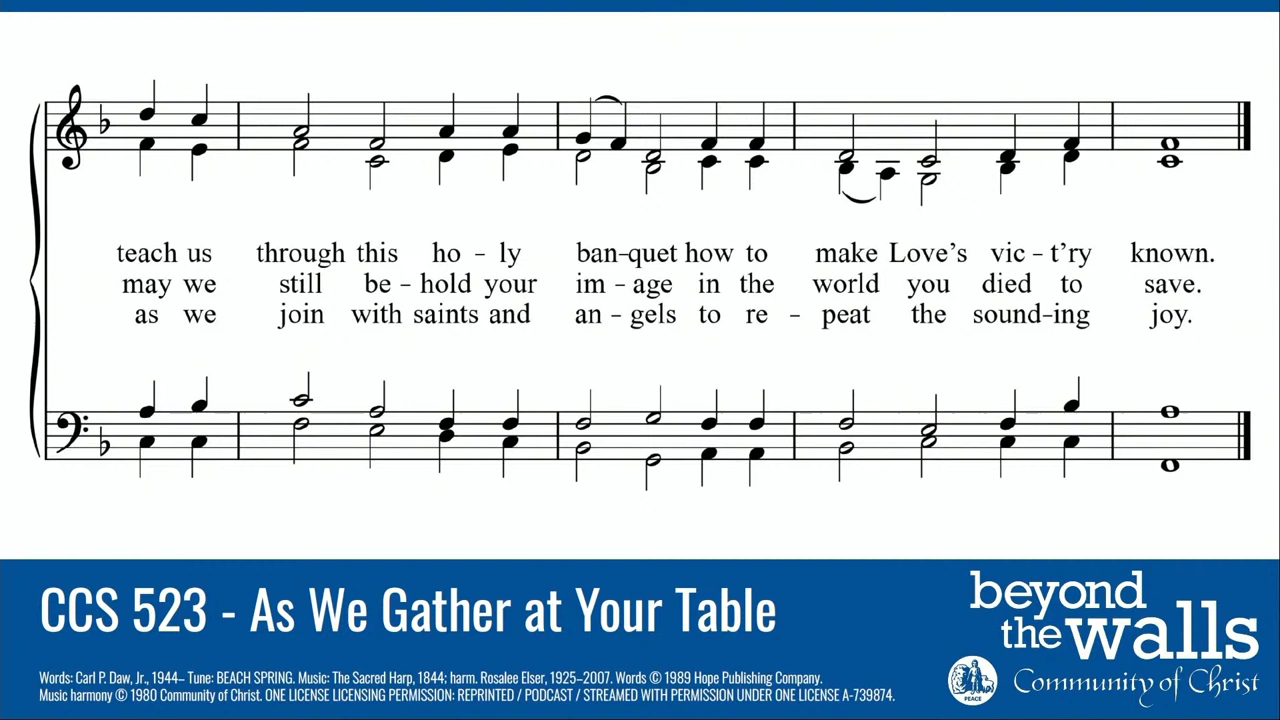 teach us through this ho – ly ban–quet how to make Love's vic – t'ry known.
may we still be – hold your im – age in the world you died to save.
as we join with saints and an – gels to re – peat the sound–ing joy.
CCS 523 - As We Gather at Your Table
Words: Carl P. Daw, Jr., 1944– Tune: BEACH SPRING. Music: The Sacred Harp, 1844; harm. Rosalee Elser, 1925–2007. Words © 1989 Hope Publishing Company.
Music harmony © 1980 Community of Christ. ONE LICENSE LICENSING PERMISSION: REPRINTED / PODCAST / STREAMED WITH PERMISSION UNDER ONE LICENSE A-739874.
beyond
the walls
PEACE
Community of Christ